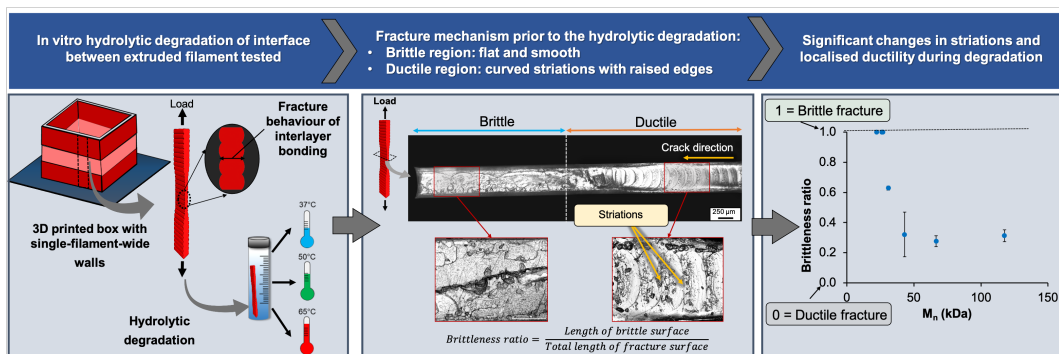 In vitro hydrolytic degradation of interface
between extruded filament tested
Fracture mechanism prior to the hydrolytic degradation:
• Brittle region: flat and smooth
• Ductile region: curved striations with raised edges
Significant changes in striations and
localised ductility during degradation
Load
Fracture
behaviour of
interlayer
bonding
3D printed box with
single-filament-wide
walls
37°C
50°C
65°C
Hydrolytic
degradation
Load
Brittle
Ductile
Crack direction
250 μm
Striations
Brittleness ratio = Length of brittle surface
Total length of fracture surface
1 = Brittle fracture
1.0
0.8
0.6
0.4
0.2
0.0
Brittleness ratio
0 = Ductile fracture
0
50
100
150
Mn (kDa)